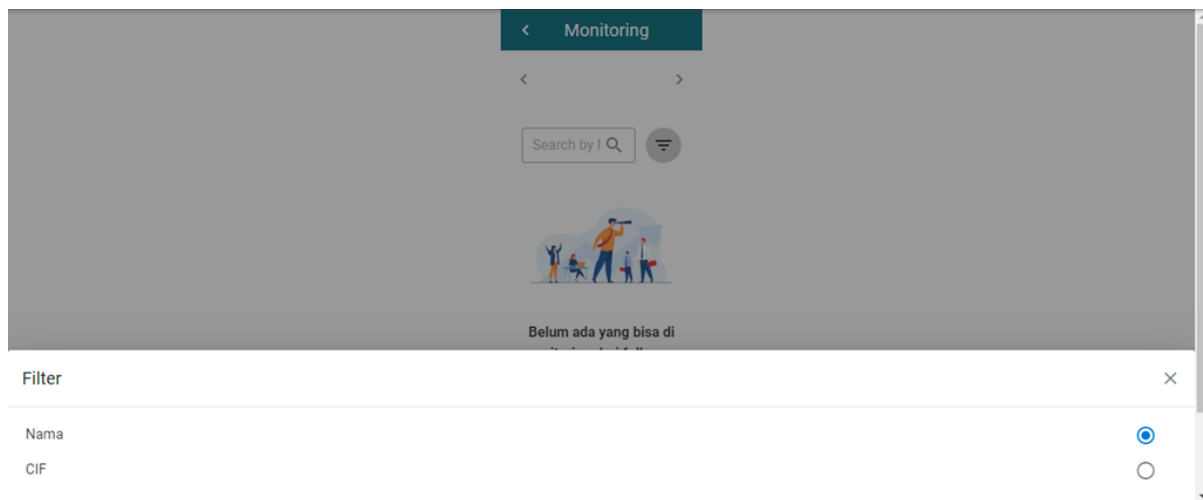 Monitoring
Search by
Belum ada yang bisa di
Filter
Nama
CIF